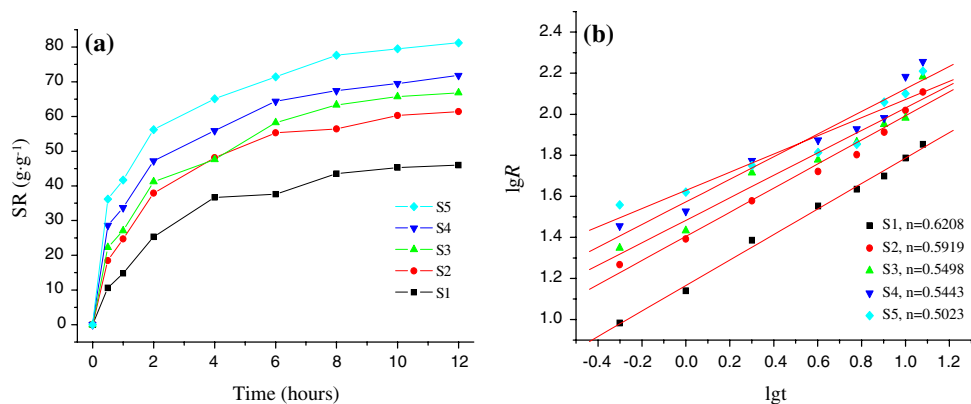 (a)
80
70
60
50
40
30
20
10
0
SR (g·g-1)
S5
S4
S3
S2
S1
0 2 4 6 8 10 12
Time (hours)
(b)
2.2
2.0
1.8
1.6
1.4
1.2
1.0
lgR
S1, n=0.6208
S2, n=0.5919
S3, n=0.5498
S4, n=0.5443
S5, n=0.5023
-0.4 -0.2 0.0 0.2 0.4 0.6 0.8 1.0 1.2
lgt